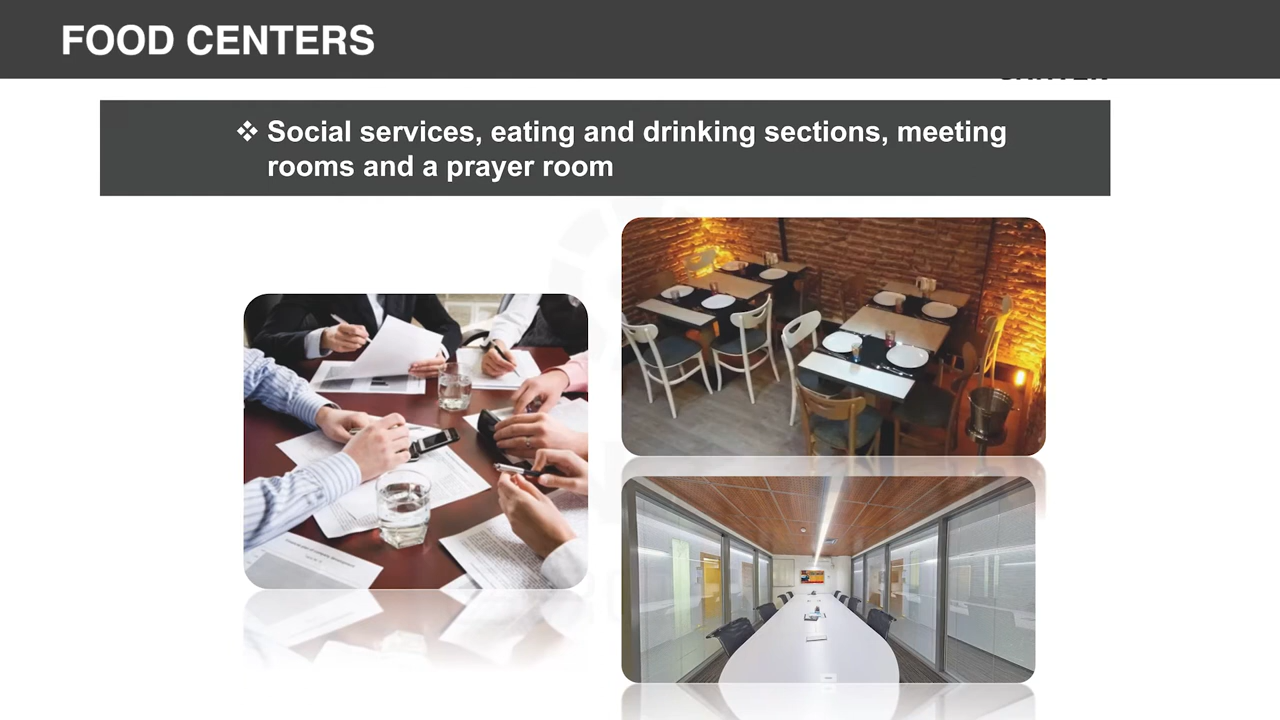 FOOD CENTERS
❖ Social services, eating and drinking sections, meeting
rooms and a prayer room